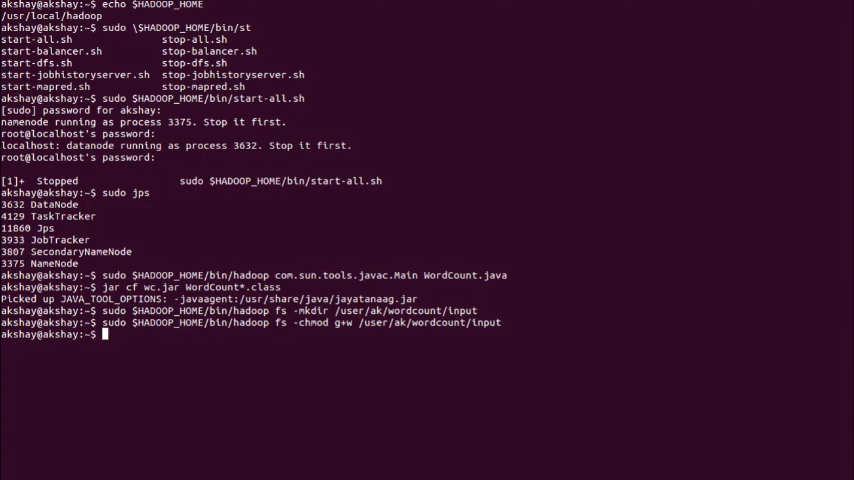 akshay@akshay:~$ echo $HADOOP_HOME
/usr/local/hadoop
akshay@akshay:~$ sudo \$HADOOP_HOME/bin/st
start-all.sh stop-all.sh
start-balancer.sh stop-balancer.sh
start-dfs.sh stop-dfs.sh
start-jobhistoryserver.sh stop-jobhistoryserver.sh
start-mapred.sh stop-mapred.sh
akshay@akshay:~$ sudo $HADOOP_HOME/bin/start-all.sh
[sudo] password for akshay:
namenode running as process 3375. Stop it first.
root@localhost's password:
localhost: datanode running as process 3632. Stop it first.
root@localhost's password:
[1]+ Stopped sudo $HADOOP_HOME/bin/start-all.sh
akshay@akshay:~$ sudo jps
3632 DataNode
4129 TaskTracker
11860 Jps
3933 JobTracker
3807 SecondaryNameNode
3375 NameNode
akshay@akshay:~$ sudo $HADOOP_HOME/bin/hadoop com.sun.tools.javac.Main WordCount.java
akshay@akshay:~$ jar cf wc.jar WordCount*.class
Picked up JAVA_TOOL_OPTIONS: -javaagent:/usr/share/java/jayatanaag.jar
akshay@akshay:~$ sudo $HADOOP_HOME/bin/hadoop fs -mkdir /user/ak/wordcount/input
akshay@akshay:~$ sudo $HADOOP_HOME/bin/hadoop fs -chmod g+w /user/ak/wordcount/input
akshay@akshay:~$